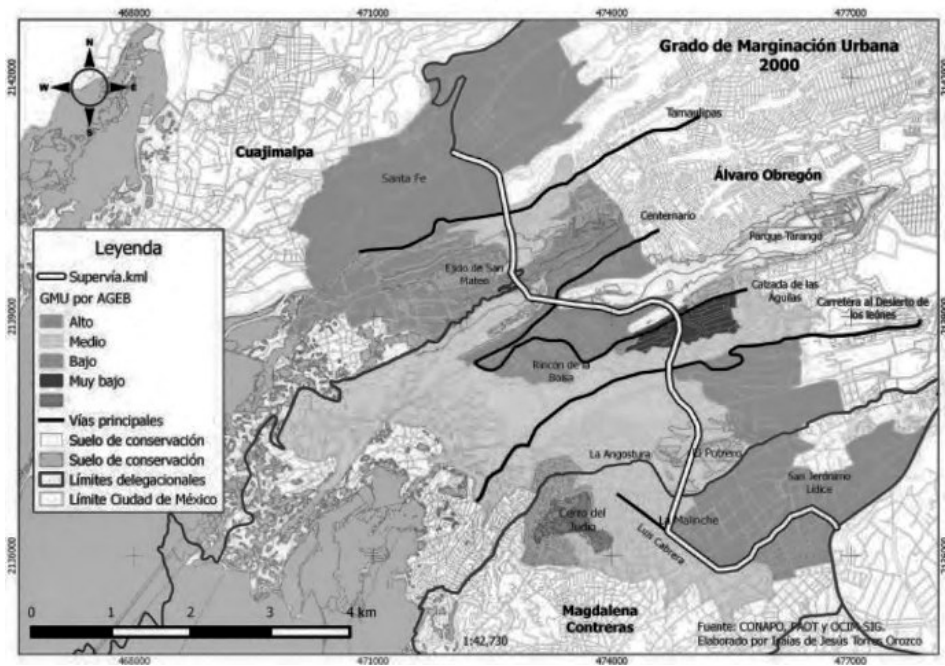 468000 471000 474000 477000
2142000
2139000
2136000
N
W E
S
Grado de Marginación Urbana
2000
Tamaulipas
Cuajimalpa
Santa Fe
Álvaro Obregón
Centenario
Parque Tarango
Ejido de San
Mateo
Calzada de las
Águilas
Carretera al Desierto de
los leónes
Rincón de la
Bolsa
La Angostura
El Potrero
San Jerónimo
Lídice
Cerro del
Judío
La Malinche
Luis Cabrera
Magdalena
Contreras
Leyenda
Supervía.kml
GMU por AGEB
Alto
Medio
Bajo
Muy bajo
Vías principales
Suelo de conservación
Suelo de conservación
Límites delegacionales
Límite Ciudad de México
0 1 2 3 4 km
1:42,730
Fuente: CONAPO, PAOT y OCIM-SIG.
Elaborado por Isaías de Jesús Torres Orozco
468000 471000 474000 477000